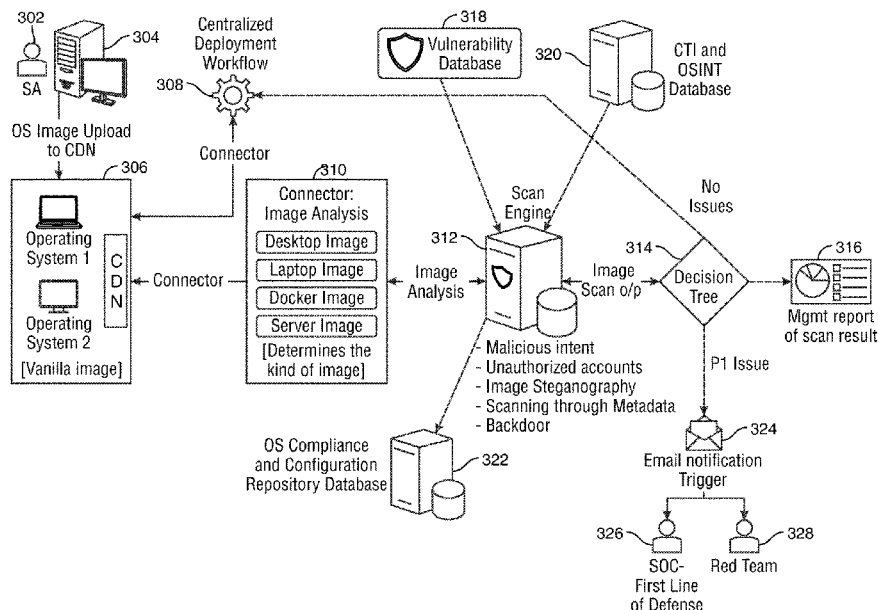 302
304
SA
OS Image Upload
to CDN
Centralized
Deployment
Workflow
308
Connector
318
Vulnerability
Database
320
CTI and
OSINT
Database
306
Operating
System 1
Operating
System 2
CDN
[Vanilla image]
Connector
310
Connector:
Image Analysis
Desktop Image
Laptop Image
Docker Image
Server Image
[Determines the
kind of image]
Image
Analysis
Scan
Engine
312
- Malicious intent
- Unauthorized accounts
- Image Steganography
- Scanning through Metadata
- Backdoor
Image
Scan o/p
No
Issues
314
Decision
Tree
316
Mgmt report
of scan result
P1 Issue
OS Compliance
and Configuration
Repository Database
322
324
Email notification
Trigger
326
SOC-
First Line
of Defense
328
Red Team